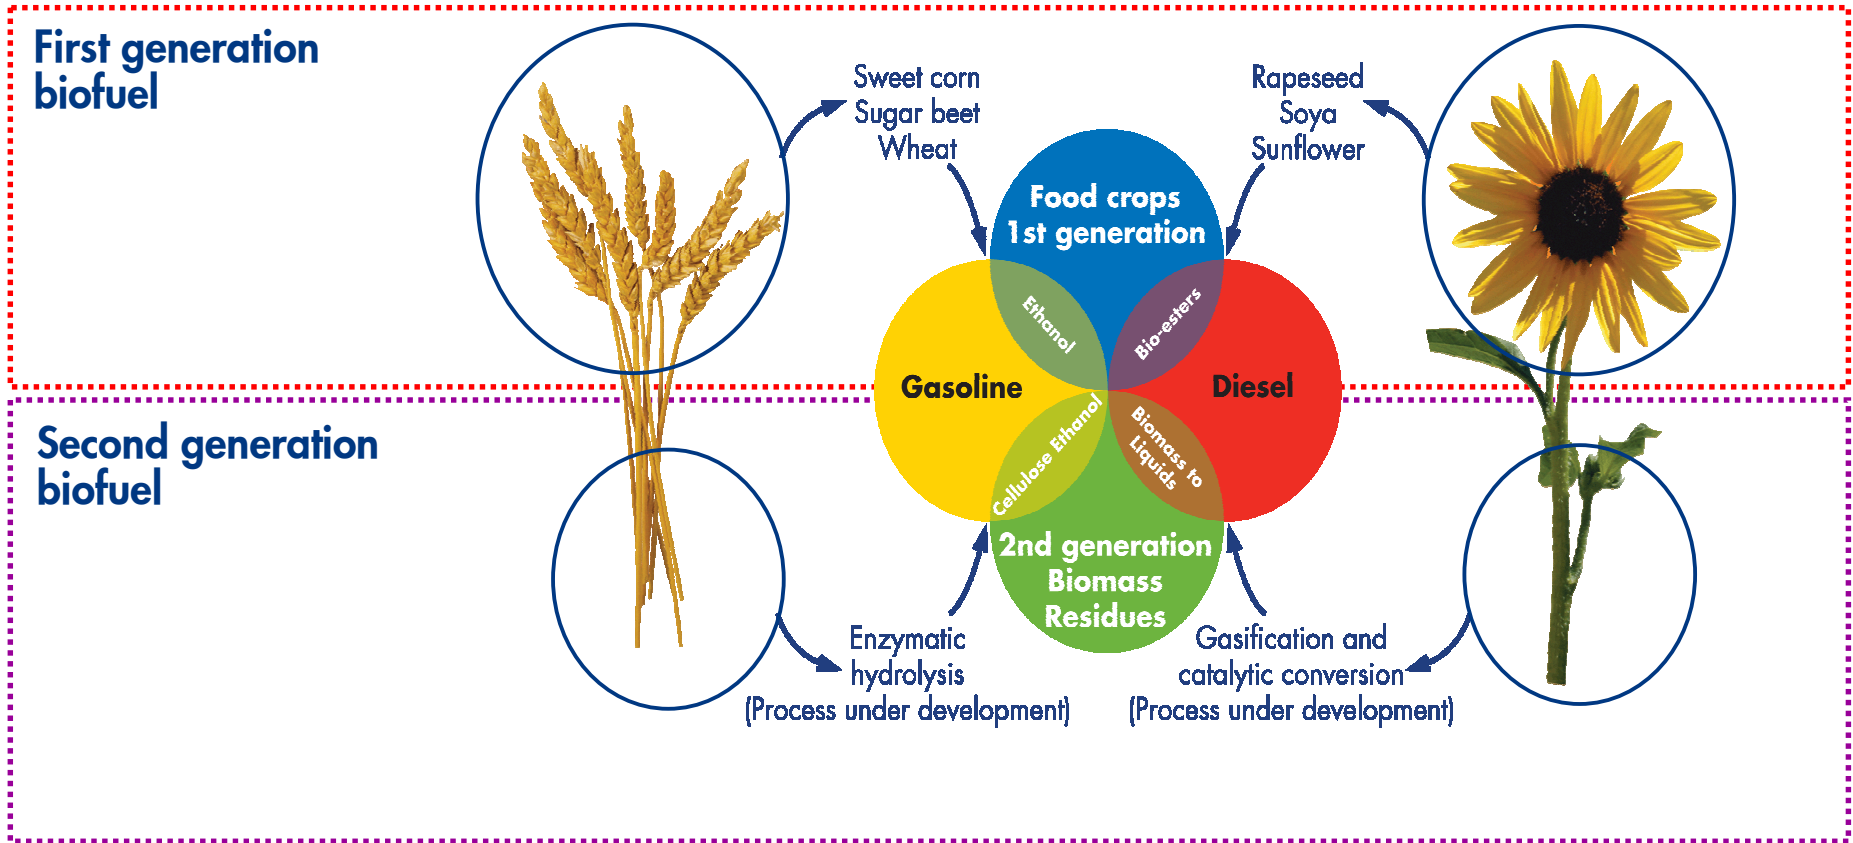 First generation
biofuel
Sweet corn
Sugar beet
Wheat
Rapeseed
Soya
Sunflower
Food crops
1st generation
Ethanol
Bio-esters
Gasoline
Diesel
Second generation
biofuel
Cellulose Ethanol
Biomass to
Liquids
2nd generation
Biomass
Residues
Enzymatic
hydrolysis
(Process under development)
Gasification and
catalytic conversion
(Process under development)